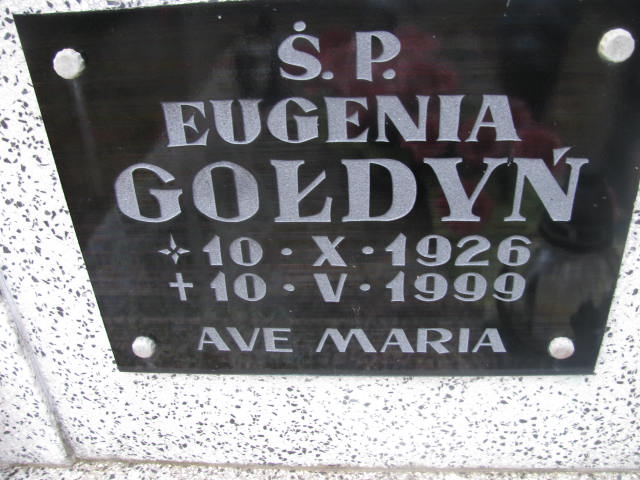 Ś. P.
EUGENIA
GOŁDYŃ
✧ 10 · X · 1926
✝ 10 · V · 1999
AVE MARIA